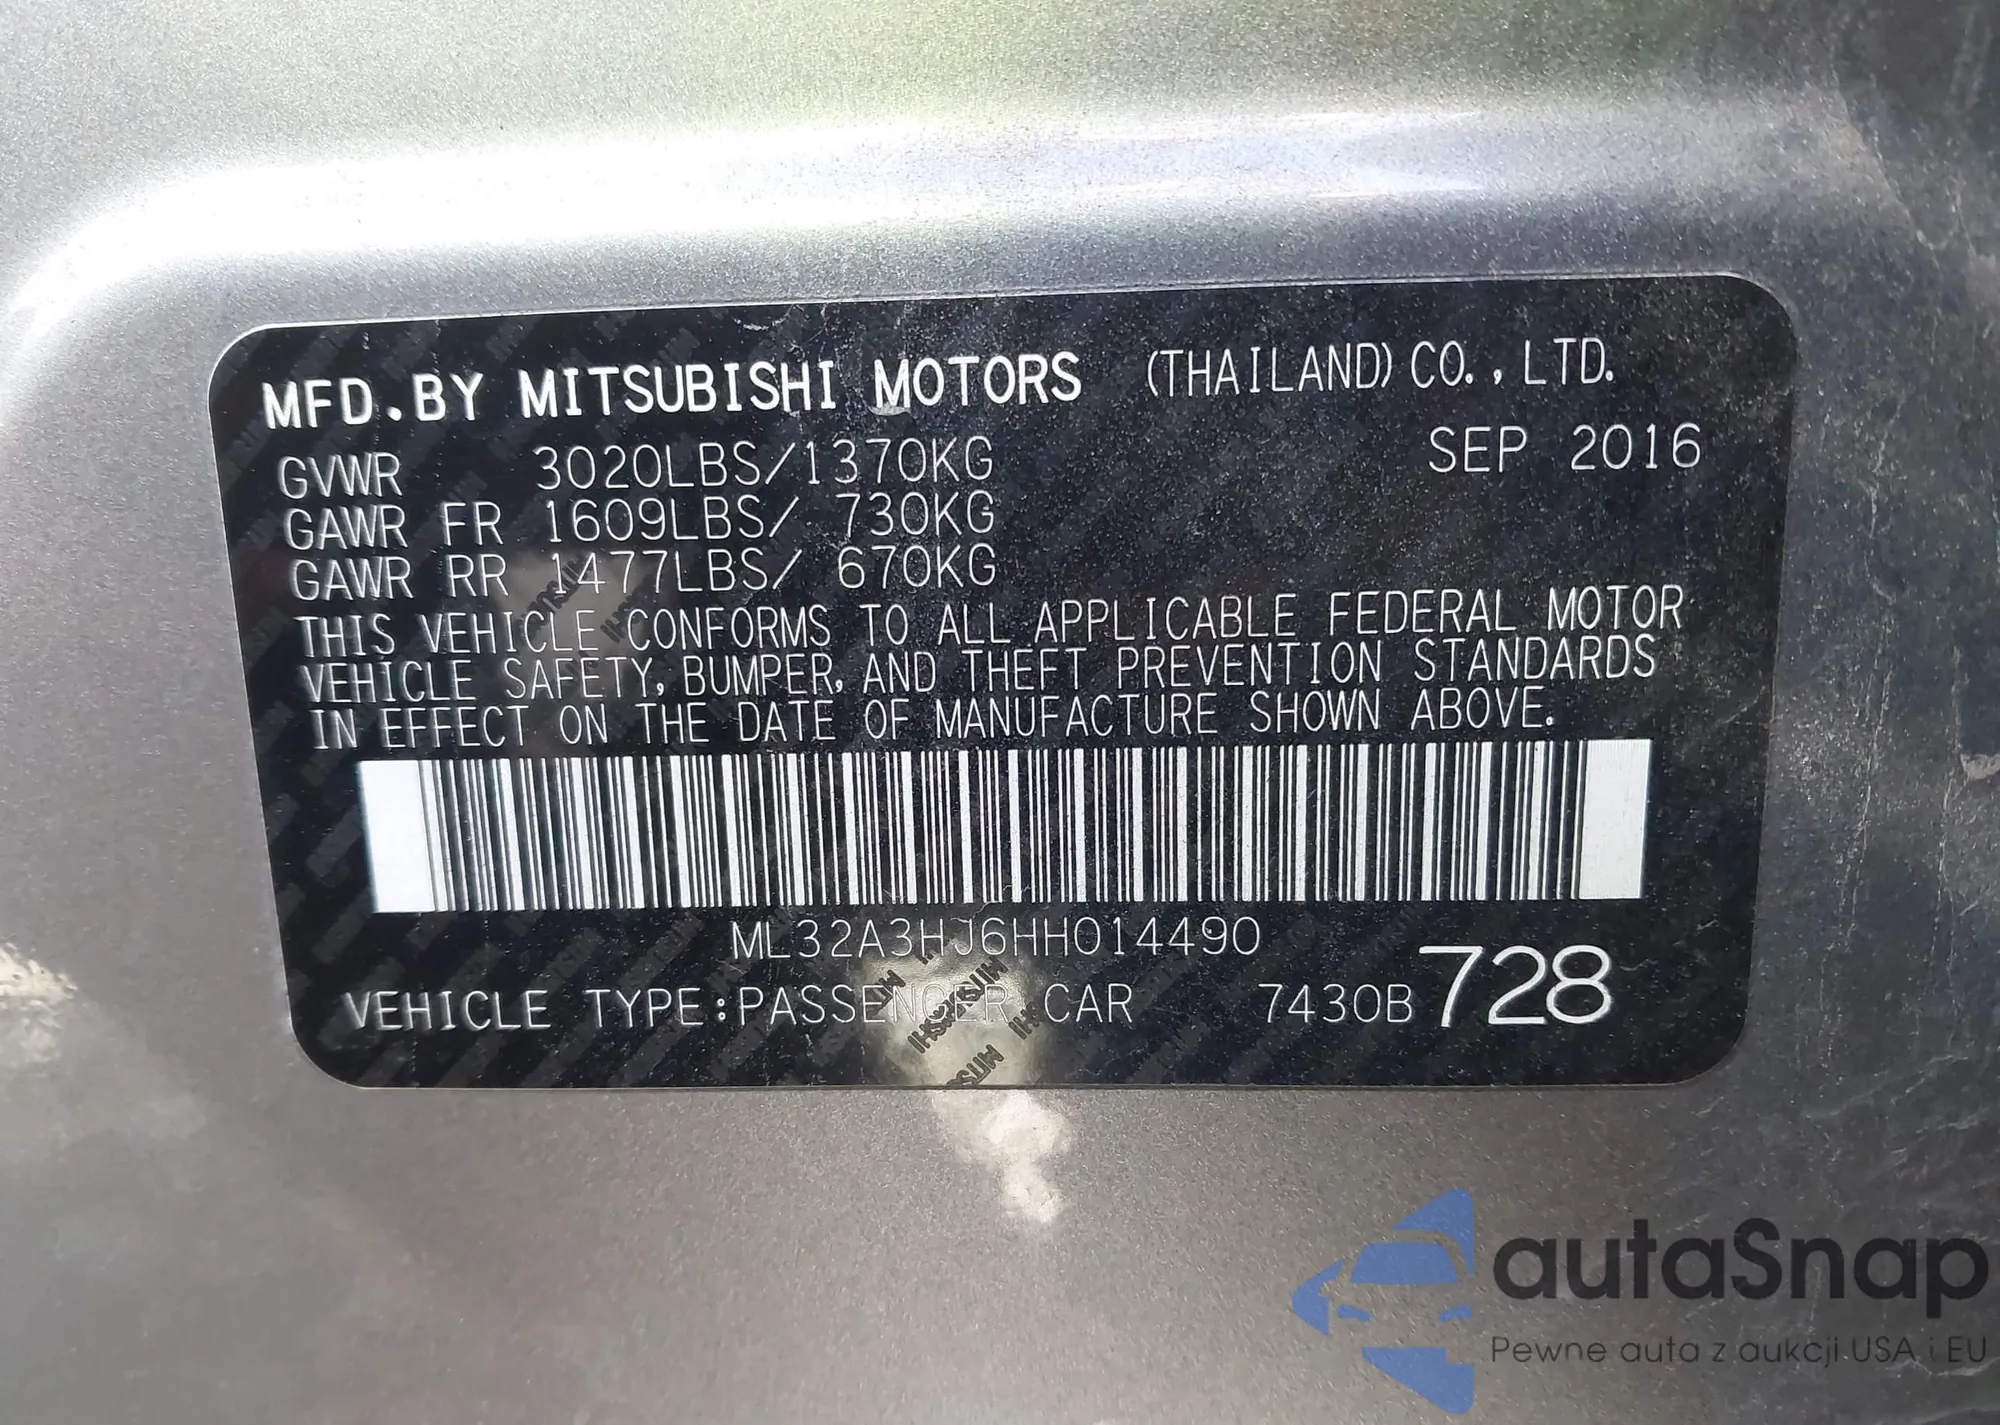 MFD.BY MITSUBISHI MOTORS (THAILAND) CO.,LTD.
GVWR 3020LBS/1370KG SEP 2016
GAWR FR 1609LBS/ 730KG
GAWR RR 1477LBS/ 670KG
THIS VEHICLE CONFORMS TO ALL APPLICABLE FEDERAL MOTOR
VEHICLE SAFETY, BUMPER, AND THEFT PREVENTION STANDARDS
IN EFFECT ON THE DATE OF MANUFACTURE SHOWN ABOVE.
ML32A3HJ6HH014490
VEHICLE TYPE:PASSENGER CAR 7430B 728
autaSnap
Pewne auta z aukcji USA i EU